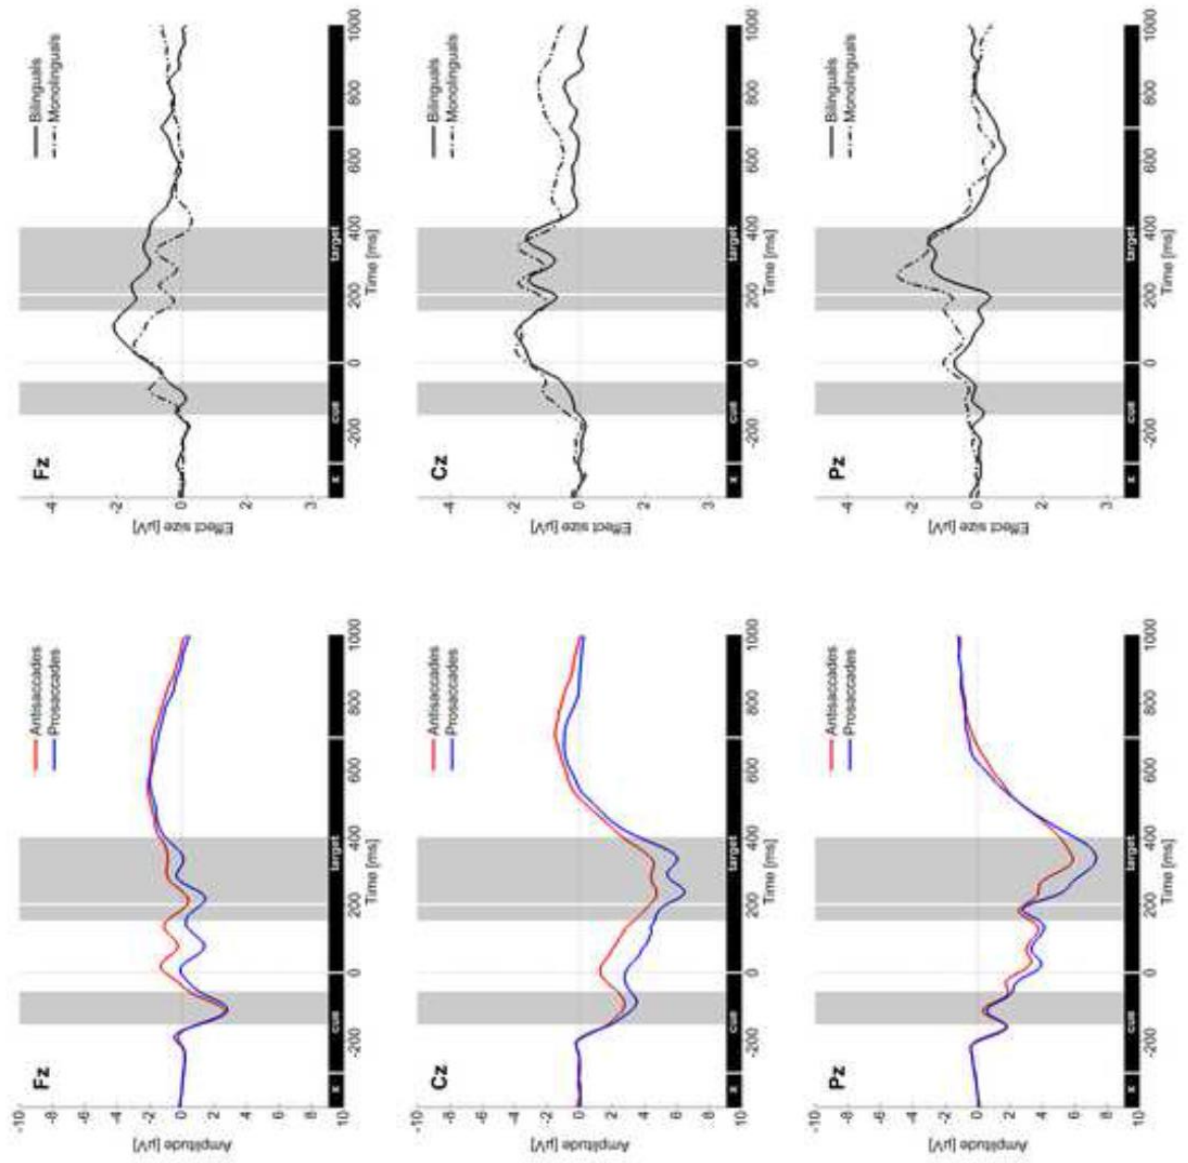 Fz
Antisaccades
Prosaccades
-10
-8
-6
-4
-2
0
2
4
6
8
10
Amplitude [µV]
x
cue
target
-200
0
200
400
600
800
1000
Time [ms]
Fz
Bilinguals
Monolinguals
-4
-2
0
2
3
Effect size [µV]
x
cue
target
-200
0
200
400
600
800
1000
Time [ms]
Cz
Antisaccades
Prosaccades
-10
-8
-6
-4
-2
0
2
4
6
8
10
Amplitude [µV]
x
cue
target
-200
0
200
400
600
800
1000
Time [ms]
Cz
Bilinguals
Monolinguals
-4
-2
0
2
3
Effect size [µV]
x
cue
target
-200
0
200
400
600
800
1000
Time [ms]
Pz
Antisaccades
Prosaccades
-10
-8
-6
-4
-2
0
2
4
6
8
10
Amplitude [µV]
x
cue
target
-200
0
200
400
600
800
1000
Time [ms]
Pz
Bilinguals
Monolinguals
-4
-2
0
2
3
Effect size [µV]
x
cue
target
-200
0
200
400
600
800
1000
Time [ms]